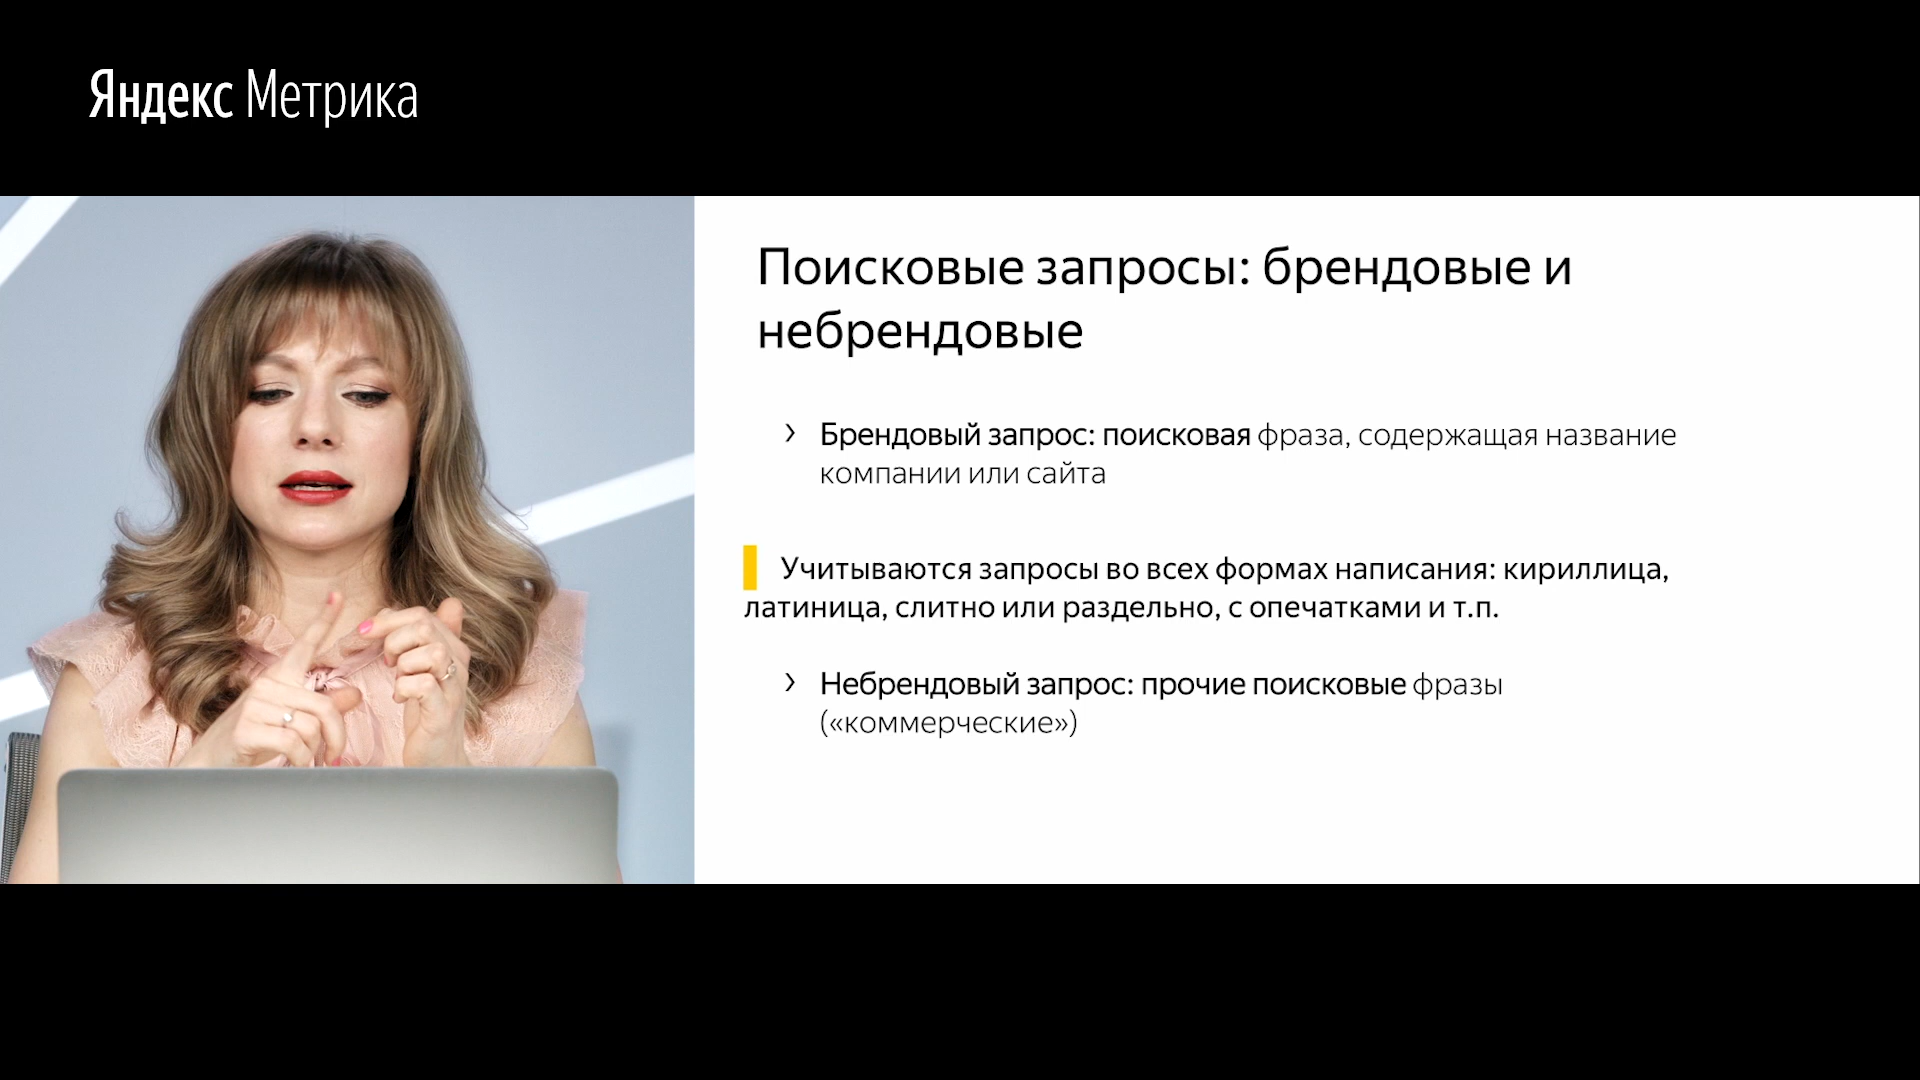 Яндекс Метрика
Поисковые запросы: брендовые и
небрендовые
› Брендовый запрос: поисковая фраза, содержащая название
компании или сайта
Учитываются запросы во всех формах написания: кириллица,
латиница, слитно или раздельно, с опечатками и т.п.
› Небрендовый запрос: прочие поисковые фразы
(«коммерческие»)